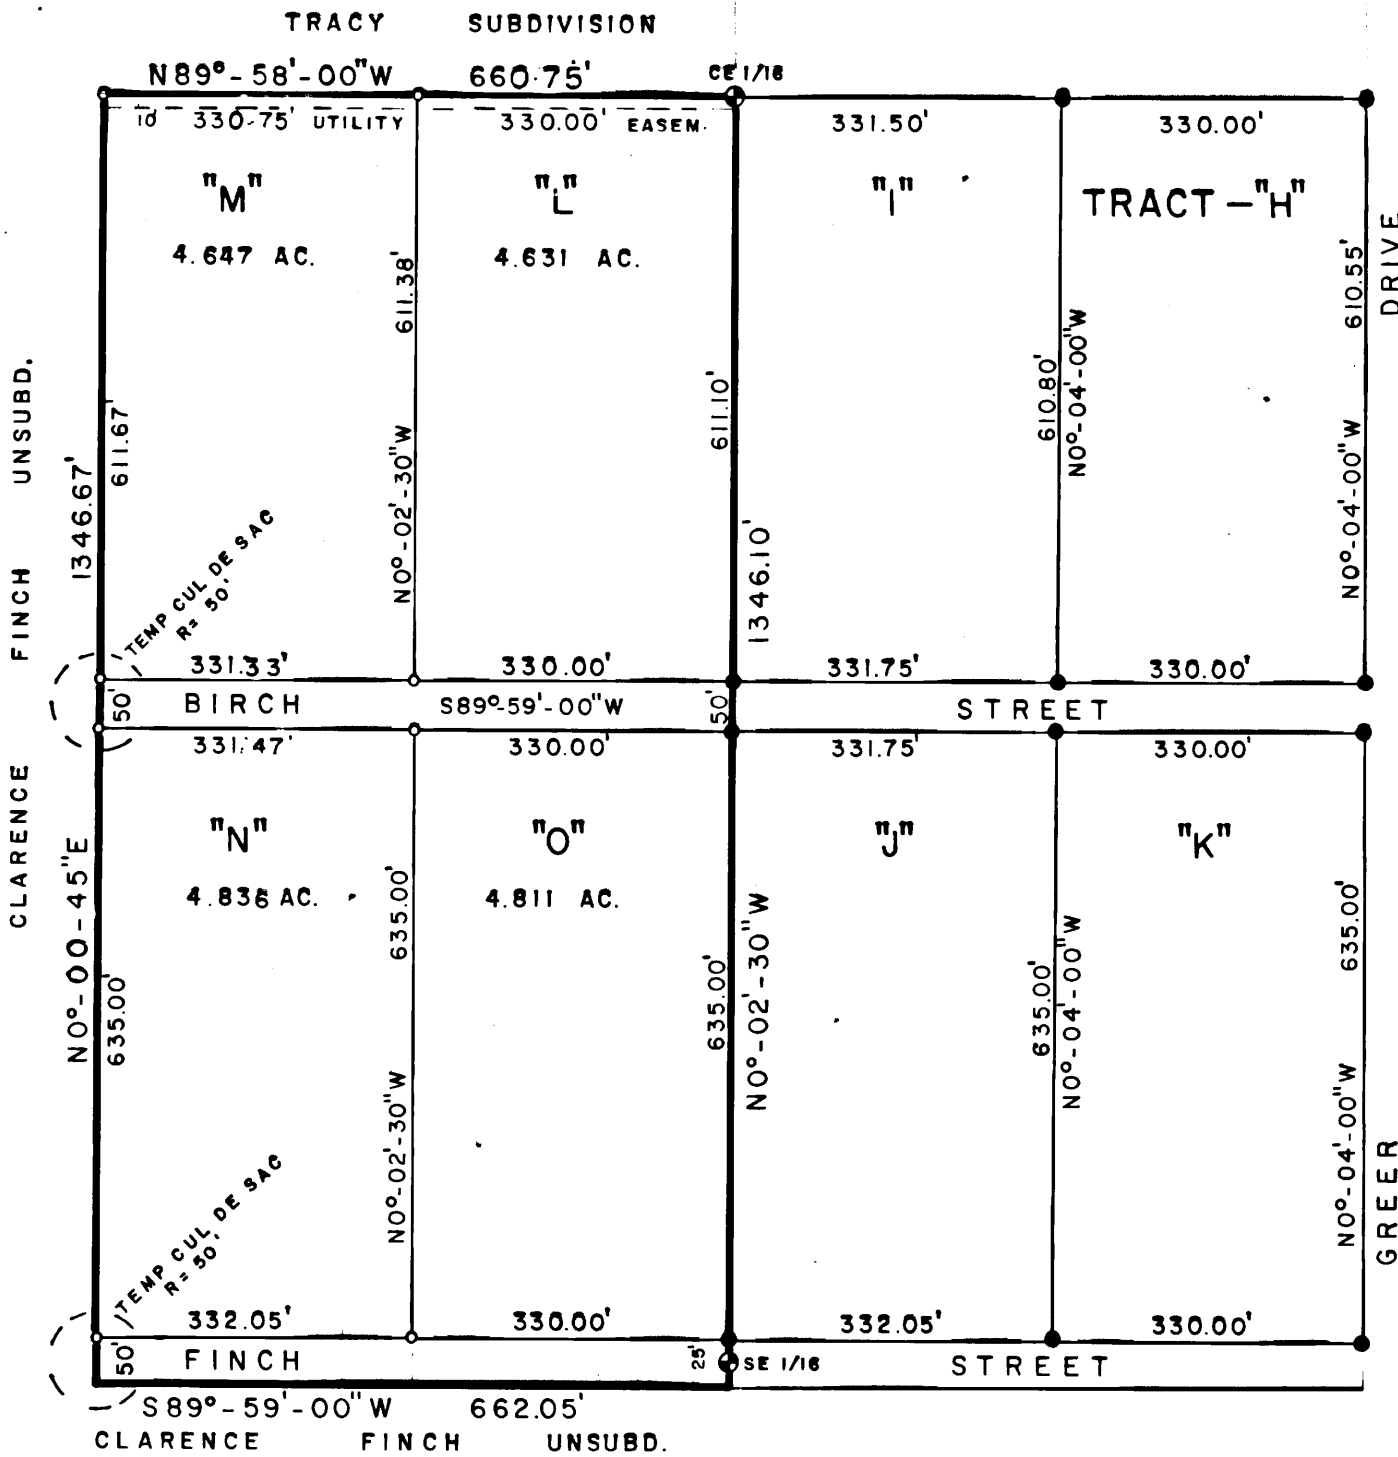 TRACY SUBDIVISION
N89°-58'-00"W 660.75' CE 1/16
10' 330.75' UTILITY 330.00' EASEM. 331.50' 330.00'
"M" "L" "I" TRACT-"H"
4.647 AC. 4.631 AC.
611.67' 611.38' 611.10' 610.80' 610.55'
N0°-02'-30"W N0°-04'-00"W N0°-04'-00"W
1346.67' 1346.10'
DRIVE
CLARENCE FINCH UNSUBD.
TEMP CUL DE SAC
R= 50'
331.33' 330.00' 331.75' 330.00'
50' BIRCH S89°-59'-00"W 50' STREET
331.47' 330.00' 331.75' 330.00'
"N" "O" "J" "K"
4.836 AC. 4.811 AC.
N0°-00-45"E
635.00' 635.00' 635.00' 635.00' 635.00'
N0°-02'-30"W N0°-02'-30"W N0°-04'-00"W N0°-04'-00"W
GREER
TEMP CUL DE SAC
R= 50'
332.05' 330.00' 332.05' 330.00'
50' FINCH 25' SE 1/16 STREET
S89°-59'-00"W 662.05'
CLARENCE FINCH UNSUBD.